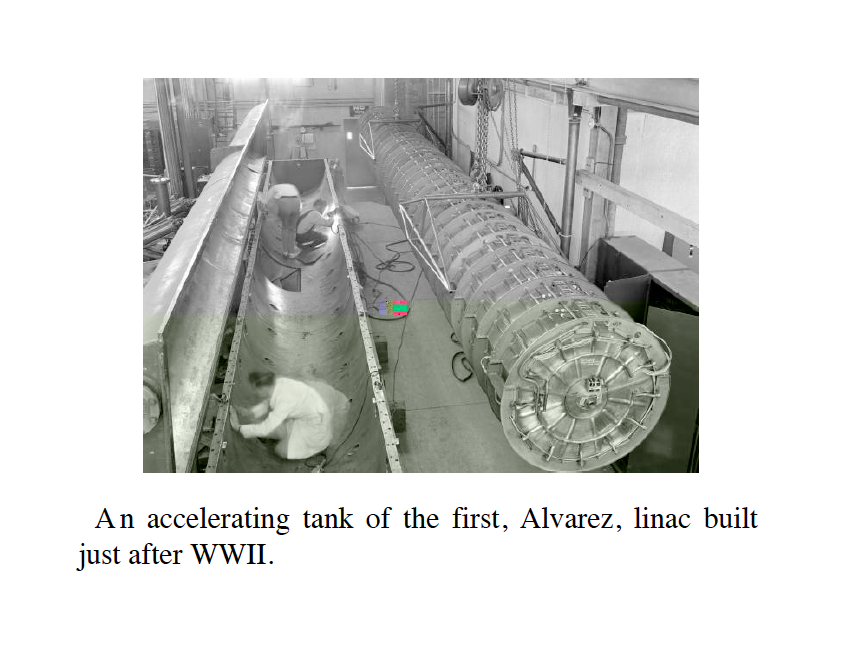 An accelerating tank of the first, Alvarez, linac built
just after WWII.